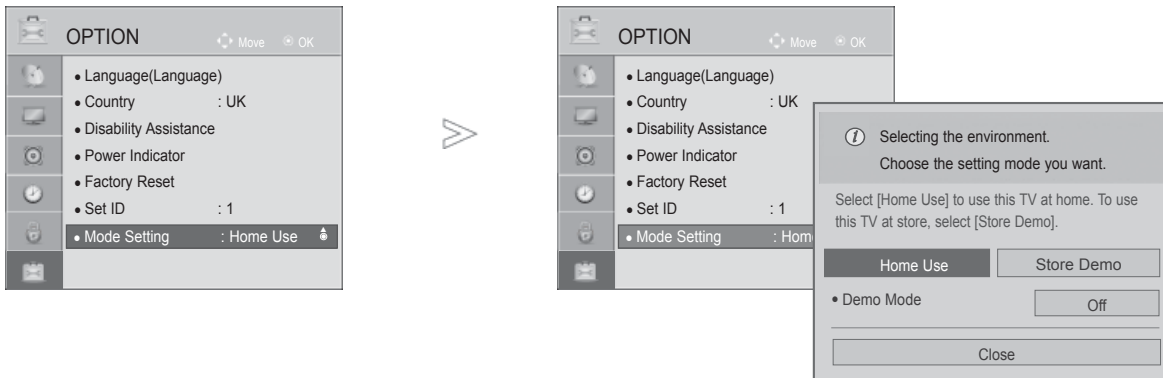 OPTION
Move OK
• Language(Language)
• Country : UK
• Disability Assistance
• Power Indicator
• Factory Reset
• Set ID : 1
• Mode Setting : Home Use
OPTION
Move OK
• Language(Language)
• Country : UK
• Disability Assistance
• Power Indicator
• Factory Reset
• Set ID : 1
• Mode Setting : Hom
i Selecting the environment.
Choose the setting mode you want.
Select [Home Use] to use this TV at home. To use
this TV at store, select [Store Demo].
Home Use Store Demo
• Demo Mode Off
Close